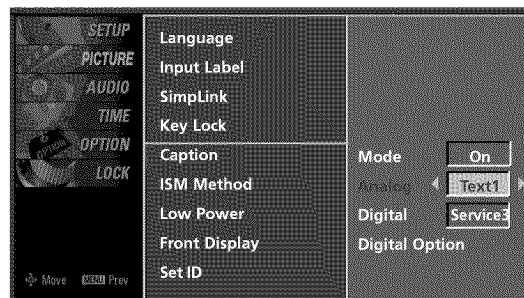 SETUP
PICTURE
AUDIO
TIME
OPTION
LOCK
Move MENU Prev
Language
Input Label
SimpLink
Key Lock
Caption
ISM Method
Low Power
Front Display
Set ID
Mode On
Analog Text1
Digital Service3
Digital Option